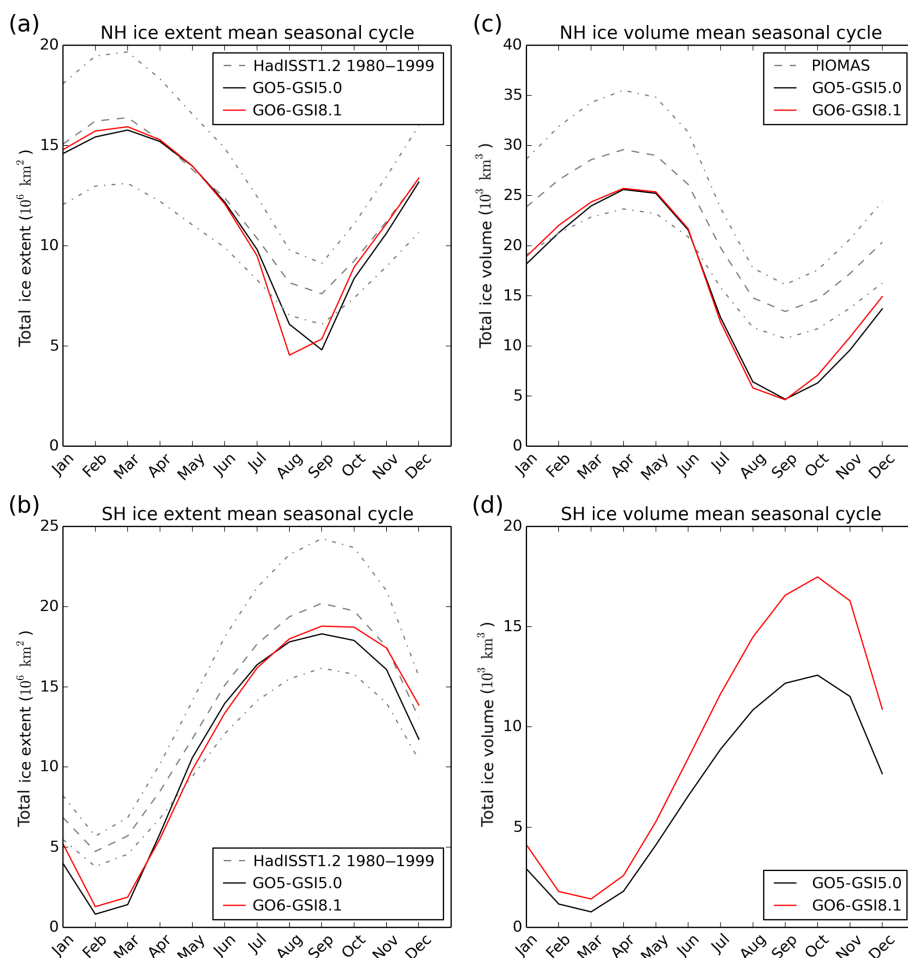 (a)
NH ice extent mean seasonal cycle
20
15
10
5
0
Total ice extent (10⁶ km²)
HadISST1.2 1980−1999
GO5-GSI5.0
GO6-GSI8.1
Jan Feb Mar Apr May Jun Jul Aug Sep Oct Nov Dec
(c)
NH ice volume mean seasonal cycle
40
35
30
25
20
15
10
5
0
Total ice volume (10³ km³)
PIOMAS
GO5-GSI5.0
GO6-GSI8.1
Jan Feb Mar Apr May Jun Jul Aug Sep Oct Nov Dec
(b)
SH ice extent mean seasonal cycle
25
20
15
10
5
0
Total ice extent (10⁶ km²)
HadISST1.2 1980−1999
GO5-GSI5.0
GO6-GSI8.1
Jan Feb Mar Apr May Jun Jul Aug Sep Oct Nov Dec
(d)
SH ice volume mean seasonal cycle
20
15
10
5
0
Total ice volume (10³ km³)
GO5-GSI5.0
GO6-GSI8.1
Jan Feb Mar Apr May Jun Jul Aug Sep Oct Nov Dec